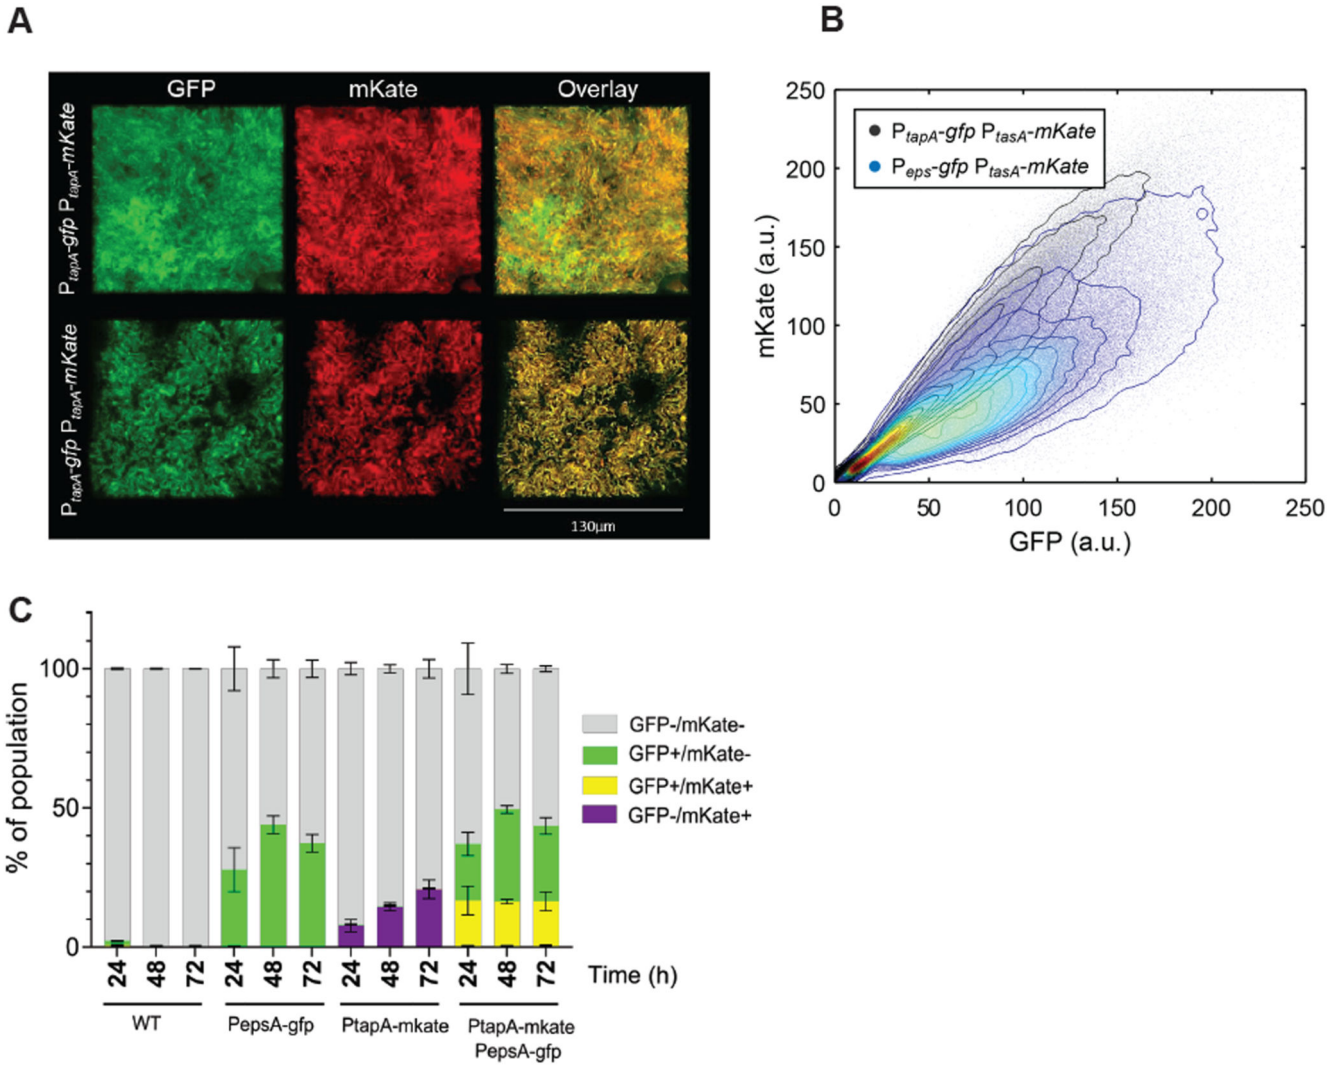 A
GFP mKate Overlay
PtapA-gfp PtapA-mKate
PtapA-gfp PtapA-mKate
130µm
B
250
200
150
100
50
0
mKate (a.u.)
PtapA-gfp PtasA-mKate
Peps-gfp PtasA-mKate
0 50 100 150 200 250
GFP (a.u.)
C
% of population
100
50
0
GFP-/mKate-
GFP+/mKate-
GFP+/mKate+
GFP-/mKate+
24 48 72 24 48 72 24 48 72 24 48 72 Time (h)
WT PepsA-gfp PtapA-mkate PtapA-mkate
PepsA-gfp